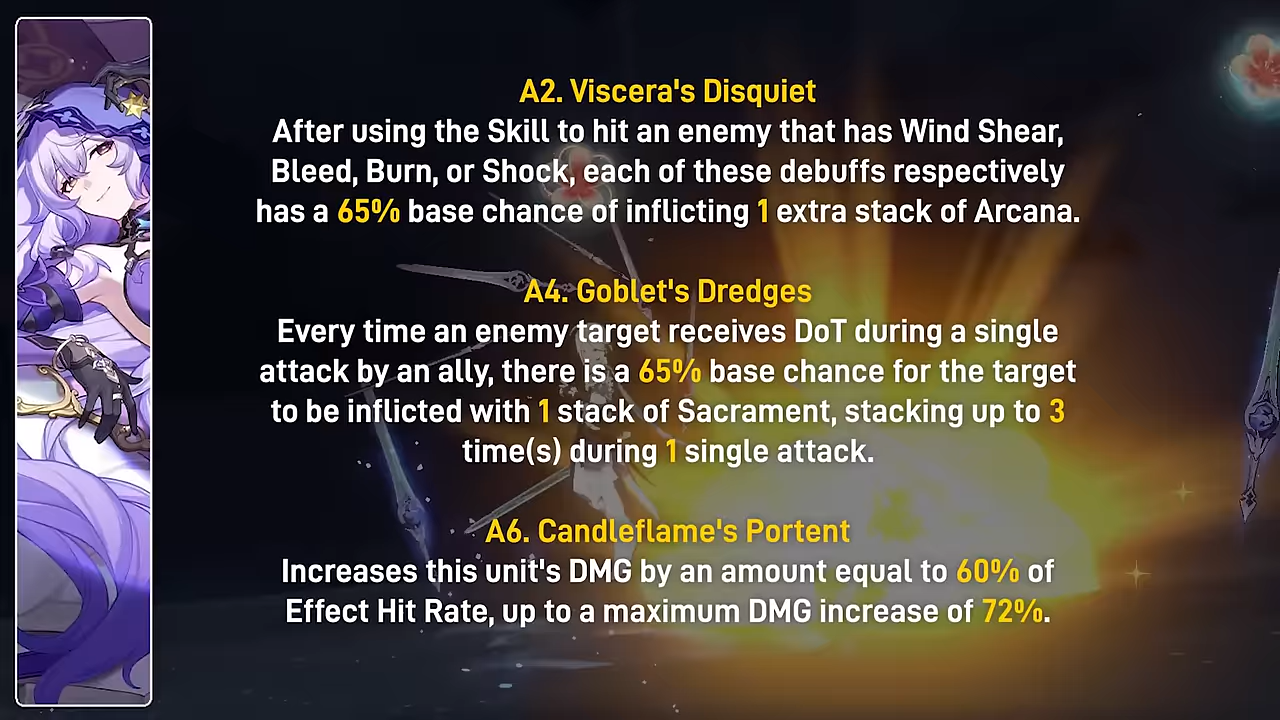 A2. Viscera's Disquiet
After using the Skill to hit an enemy that has Wind Shear,
Bleed, Burn, or Shock, each of these debuffs respectively
has a 65% base chance of inflicting 1 extra stack of Arcana.
A4. Goblet's Dredges
Every time an enemy target receives DoT during a single
attack by an ally, there is a 65% base chance for the target
to be inflicted with 1 stack of Sacrament, stacking up to 3
time(s) during 1 single attack.
A6. Candleflame's Portent
Increases this unit's DMG by an amount equal to 60% of
Effect Hit Rate, up to a maximum DMG increase of 72%.